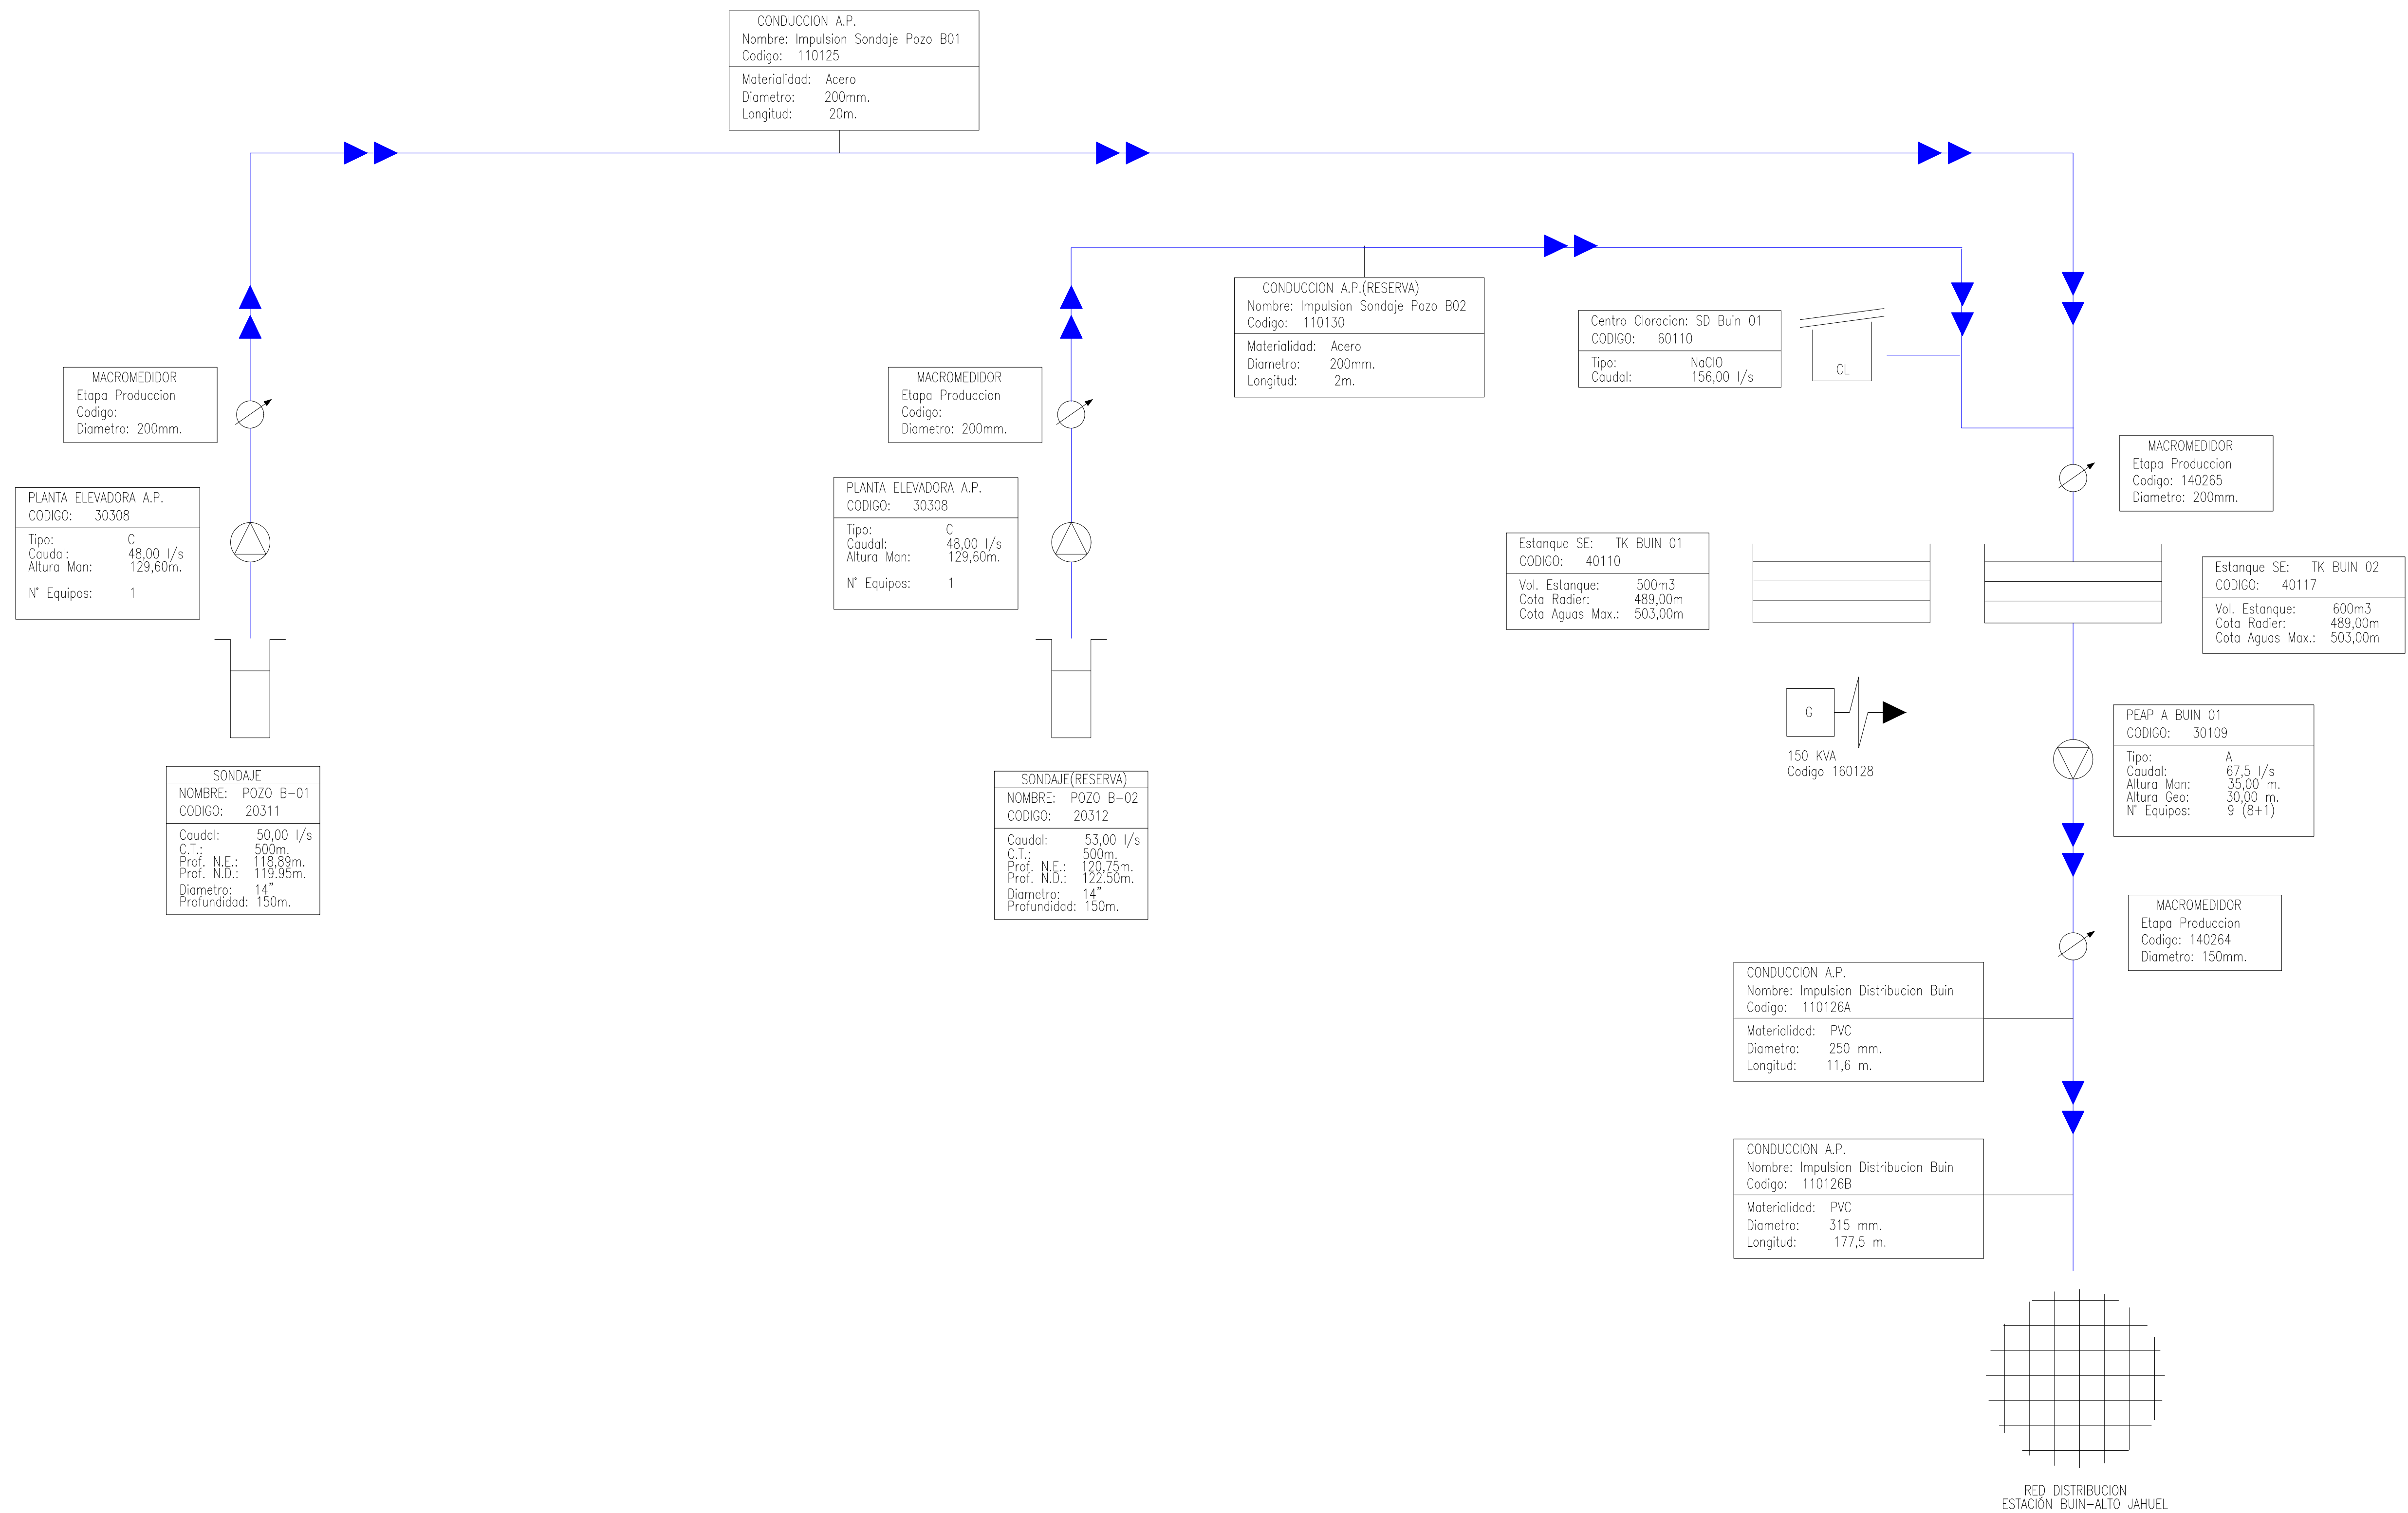 CONDUCCION A.P.
Nombre: Impulsion Sondaje Pozo B01
Codigo: 110125
Materialidad: Acero
Diametro: 200mm.
Longitud: 20m.
CONDUCCION A.P.(RESERVA)
Nombre: Impulsion Sondaje Pozo B02
Codigo: 110130
Materialidad: Acero
Diametro: 200mm.
Longitud: 2m.
Centro Cloracion: SD Buin 01
CODIGO: 60110
Tipo: NaClO
Caudal: 156,00 l/s
CL
MACROMEDIDOR
Etapa Produccion
Codigo:
Diametro: 200mm.
MACROMEDIDOR
Etapa Produccion
Codigo:
Diametro: 200mm.
MACROMEDIDOR
Etapa Produccion
Codigo: 140265
Diametro: 200mm.
PLANTA ELEVADORA A.P.
CODIGO: 30308
Tipo: C
Caudal: 48,00 l/s
Altura Man: 129,60m.
N° Equipos: 1
PLANTA ELEVADORA A.P.
CODIGO: 30308
Tipo: C
Caudal: 48,00 l/s
Altura Man: 129,60m.
N° Equipos: 1
Estanque SE: TK BUIN 01
CODIGO: 40110
Vol. Estanque: 500m3
Cota Radier: 489,00m
Cota Aguas Max.: 503,00m
Estanque SE: TK BUIN 02
CODIGO: 40117
Vol. Estanque: 600m3
Cota Radier: 489,00m
Cota Aguas Max.: 503,00m
G
150 KVA
Codigo 160128
PEAP A BUIN 01
CODIGO: 30109
Tipo: A
Caudal: 67,5 l/s
Altura Man: 35,00 m.
Altura Geo: 30,00 m.
N° Equipos: 9 (8+1)
SONDAJE
NOMBRE: POZO B-01
CODIGO: 20311
Caudal: 50,00 l/s
C.T.: 500m.
Prof. N.E.: 118,89m.
Prof. N.D.: 119.95m.
Diametro: 14"
Profundidad: 150m.
SONDAJE(RESERVA)
NOMBRE: POZO B-02
CODIGO: 20312
Caudal: 53,00 l/s
C.T.: 500m.
Prof. N.E.: 120,75m.
Prof. N.D.: 122.50m.
Diametro: 14"
Profundidad: 150m.
MACROMEDIDOR
Etapa Produccion
Codigo: 140264
Diametro: 150mm.
CONDUCCION A.P.
Nombre: Impulsion Distribucion Buin
Codigo: 110126A
Materialidad: PVC
Diametro: 250 mm.
Longitud: 11,6 m.
CONDUCCION A.P.
Nombre: Impulsion Distribucion Buin
Codigo: 110126B
Materialidad: PVC
Diametro: 315 mm.
Longitud: 177,5 m.
RED DISTRIBUCION
ESTACIÓN BUIN-ALTO JAHUEL